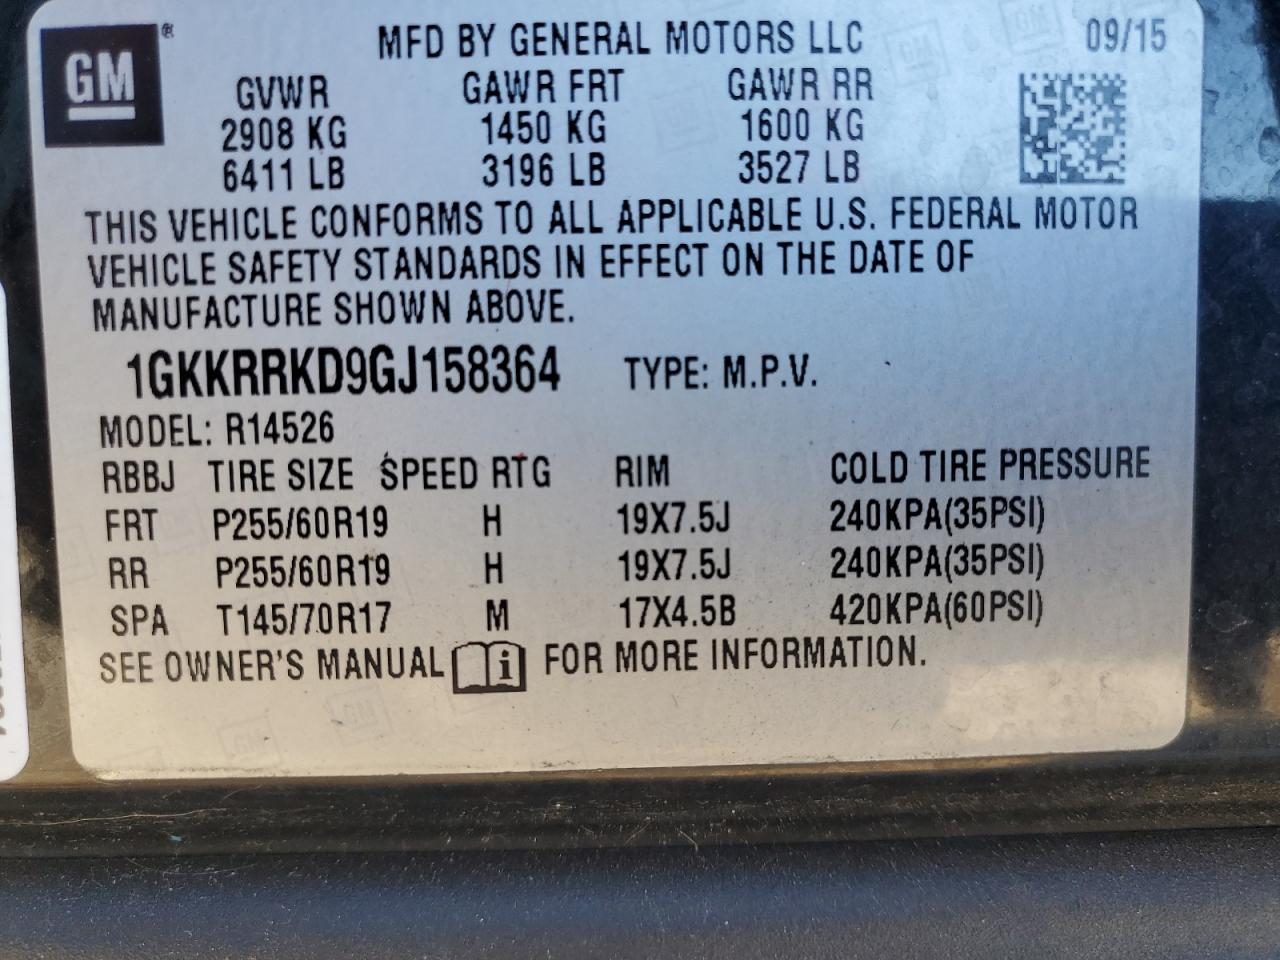 GM ® MFD BY GENERAL MOTORS LLC 09/15
GVWR GAWR FRT GAWR RR
2908 KG 1450 KG 1600 KG
6411 LB 3196 LB 3527 LB
THIS VEHICLE CONFORMS TO ALL APPLICABLE U.S. FEDERAL MOTOR
VEHICLE SAFETY STANDARDS IN EFFECT ON THE DATE OF
MANUFACTURE SHOWN ABOVE.
1GKKRRKD9GJ158364 TYPE: M.P.V.
MODEL: R14526
RBBJ TIRE SIZE SPEED RTG RIM COLD TIRE PRESSURE
FRT P255/60R19 H 19X7.5J 240KPA(35PSI)
RR P255/60R19 H 19X7.5J 240KPA(35PSI)
SPA T145/70R17 M 17X4.5B 420KPA(60PSI)
SEE OWNER'S MANUAL i FOR MORE INFORMATION.